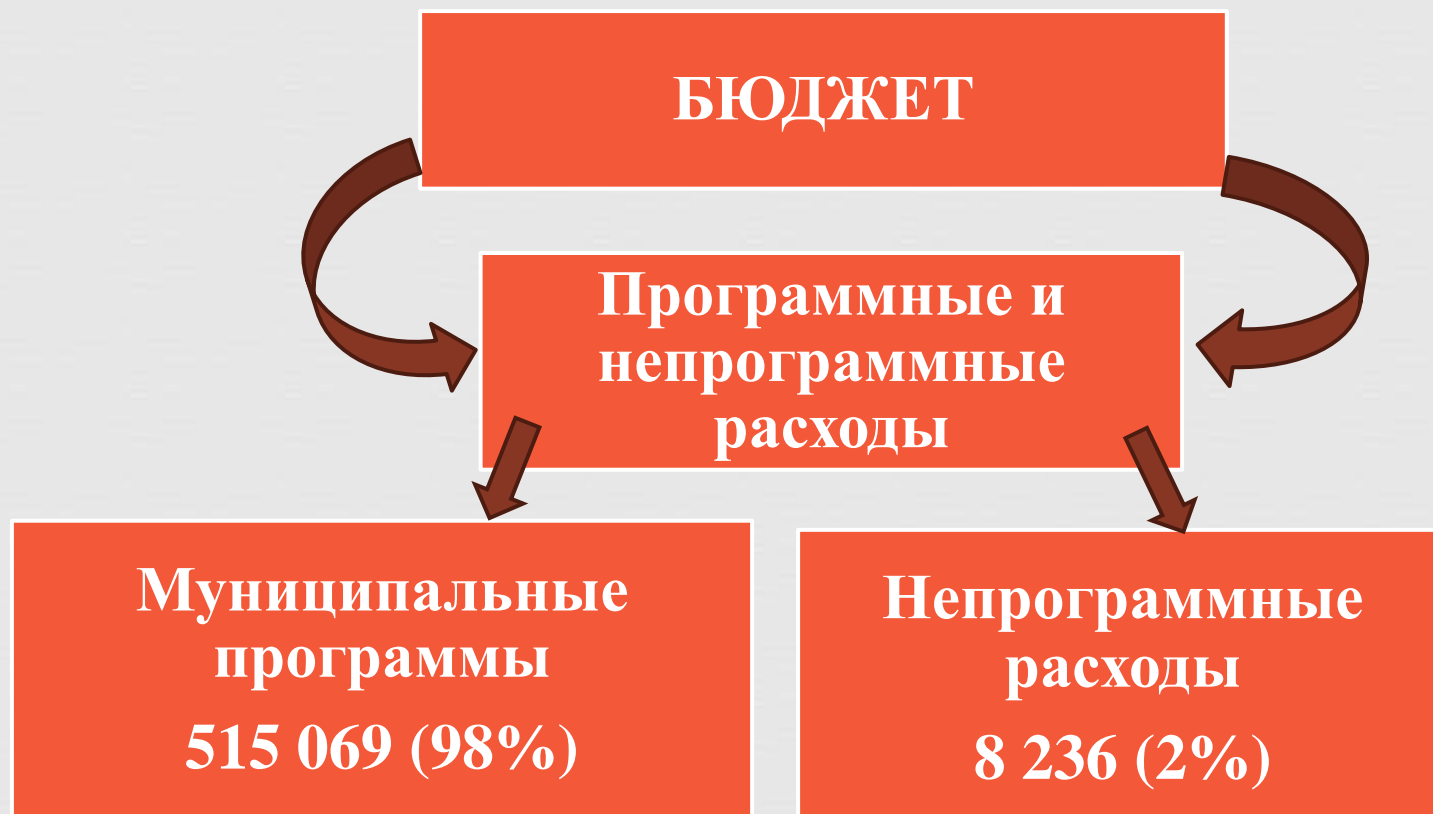 БЮДЖЕТ
Программные и
непрограммные
расходы
Муниципальные
программы
515 069 (98%)
Непрограммные
расходы
8 236 (2%)